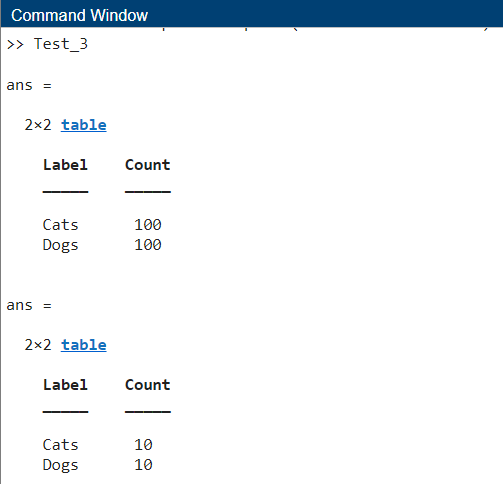 Command Window
>> Test_3
ans =
2×2 table
Label Count
Cats 100
Dogs 100
ans =
2×2 table
Label Count
Cats 10
Dogs 10